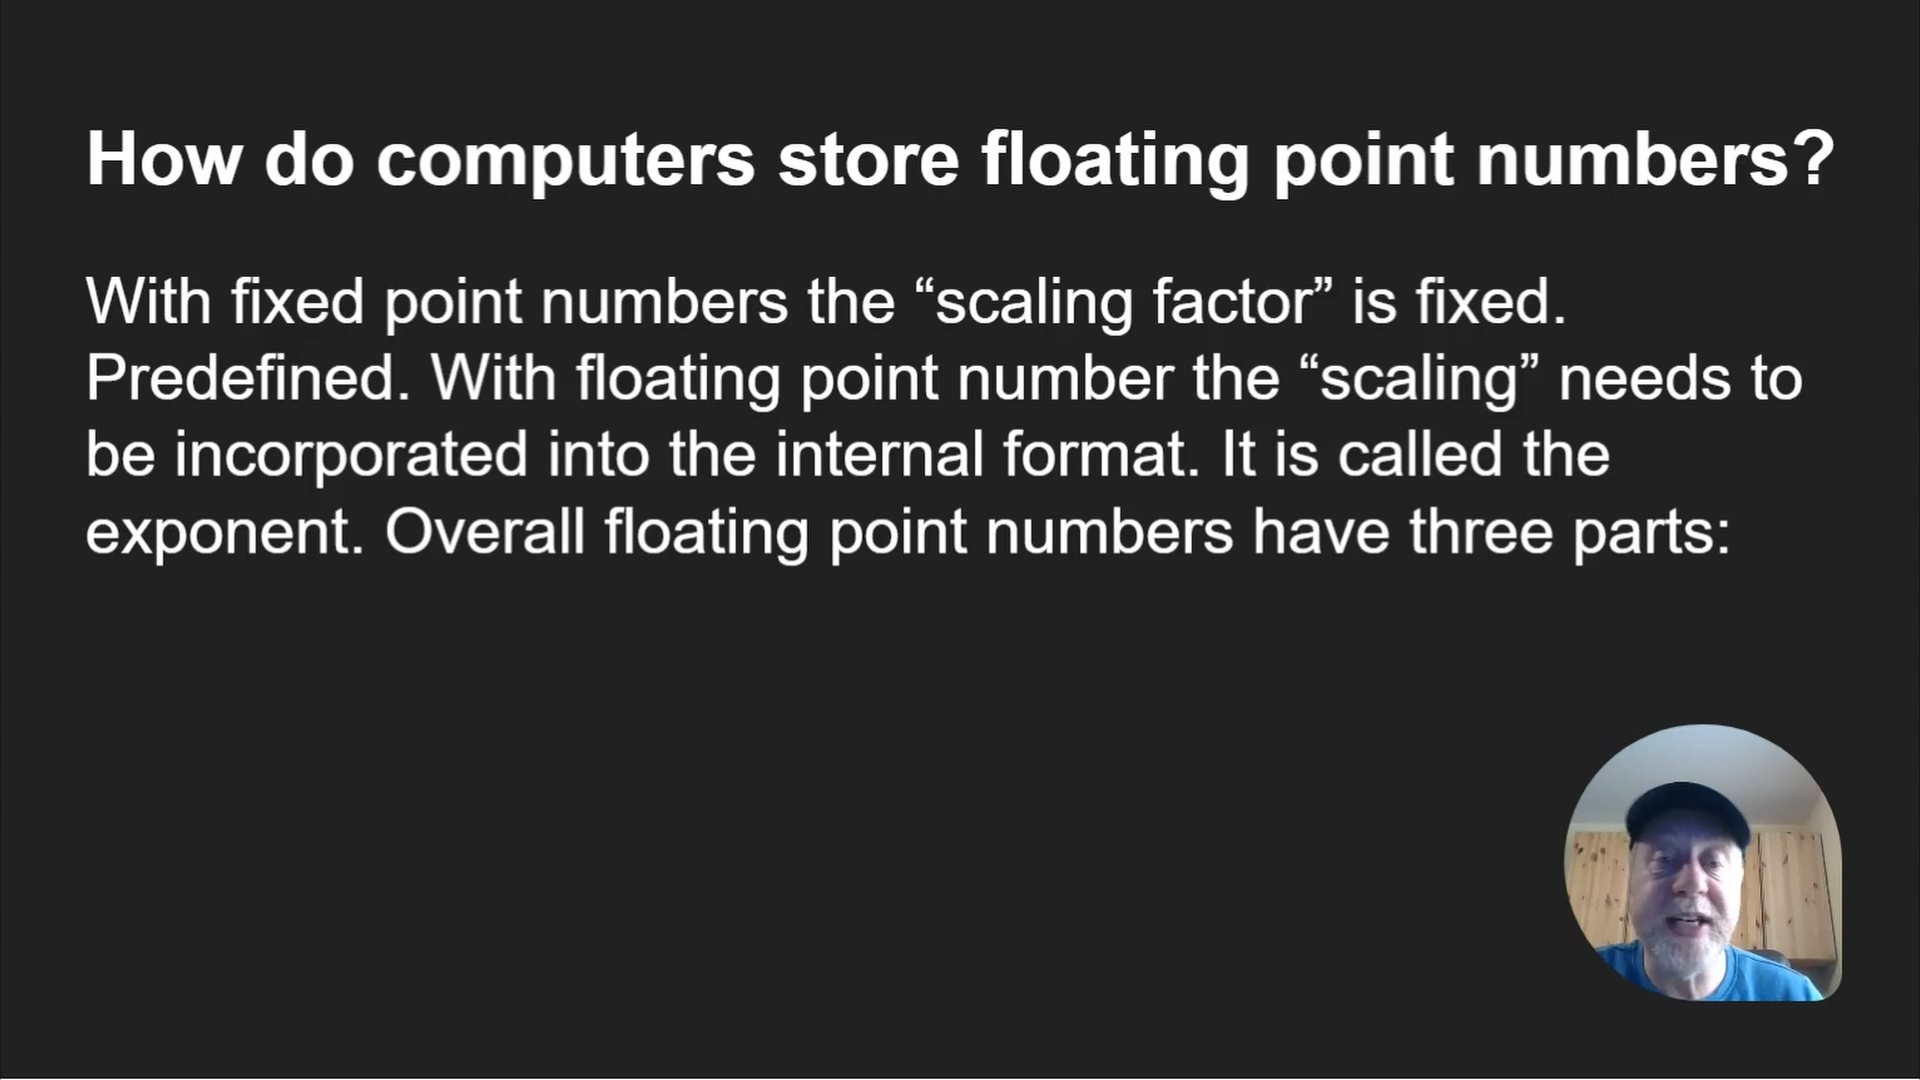 How do computers store floating point numbers?
With fixed point numbers the “scaling factor” is fixed.
Predefined. With floating point number the “scaling” needs to
be incorporated into the internal format. It is called the
exponent. Overall floating point numbers have three parts: